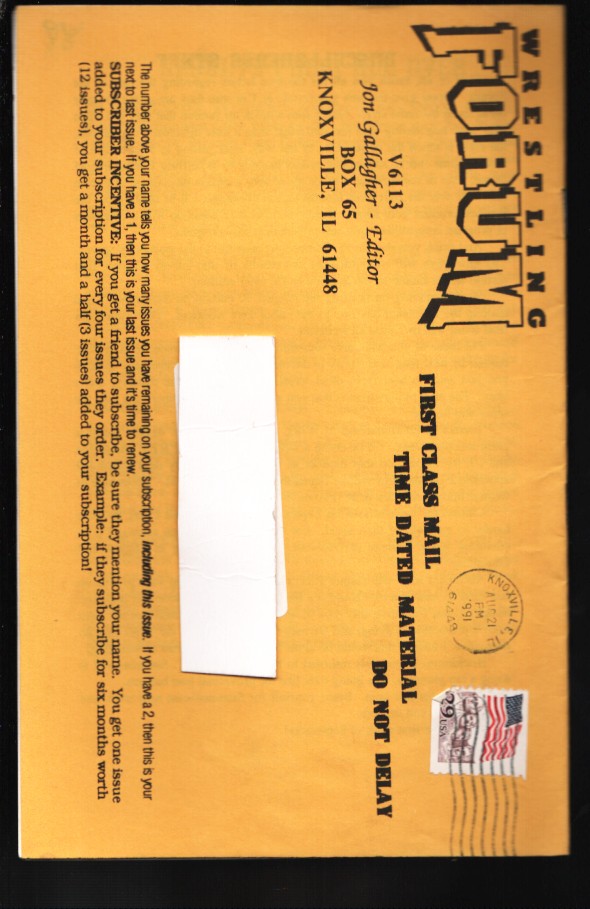 WRESTLING
FORUM
V6113
Jon Gallagher - Editor
BOX 65
KNOXVILLE, IL 61448
FIRST CLASS MAIL
TIME DATED MATERIAL
DO NOT DELAY
KNOXVILLE, IL
AUG 21
PM
1991
61448
29 USA
The number above your name tells you how many issues you have remaining on your subscription, including this issue. If you have a 2, then this is your
next to last issue. If you have a 1, then this is your last issue and it's time to renew.
SUBSCRIBER INCENTIVE: If you get a friend to subscribe, be sure they mention your name. You get one issue
added to your subscription for every four issues they order. Example: if they subscribe for six months worth
(12 issues), you get a month and a half (3 issues) added to your subscription!